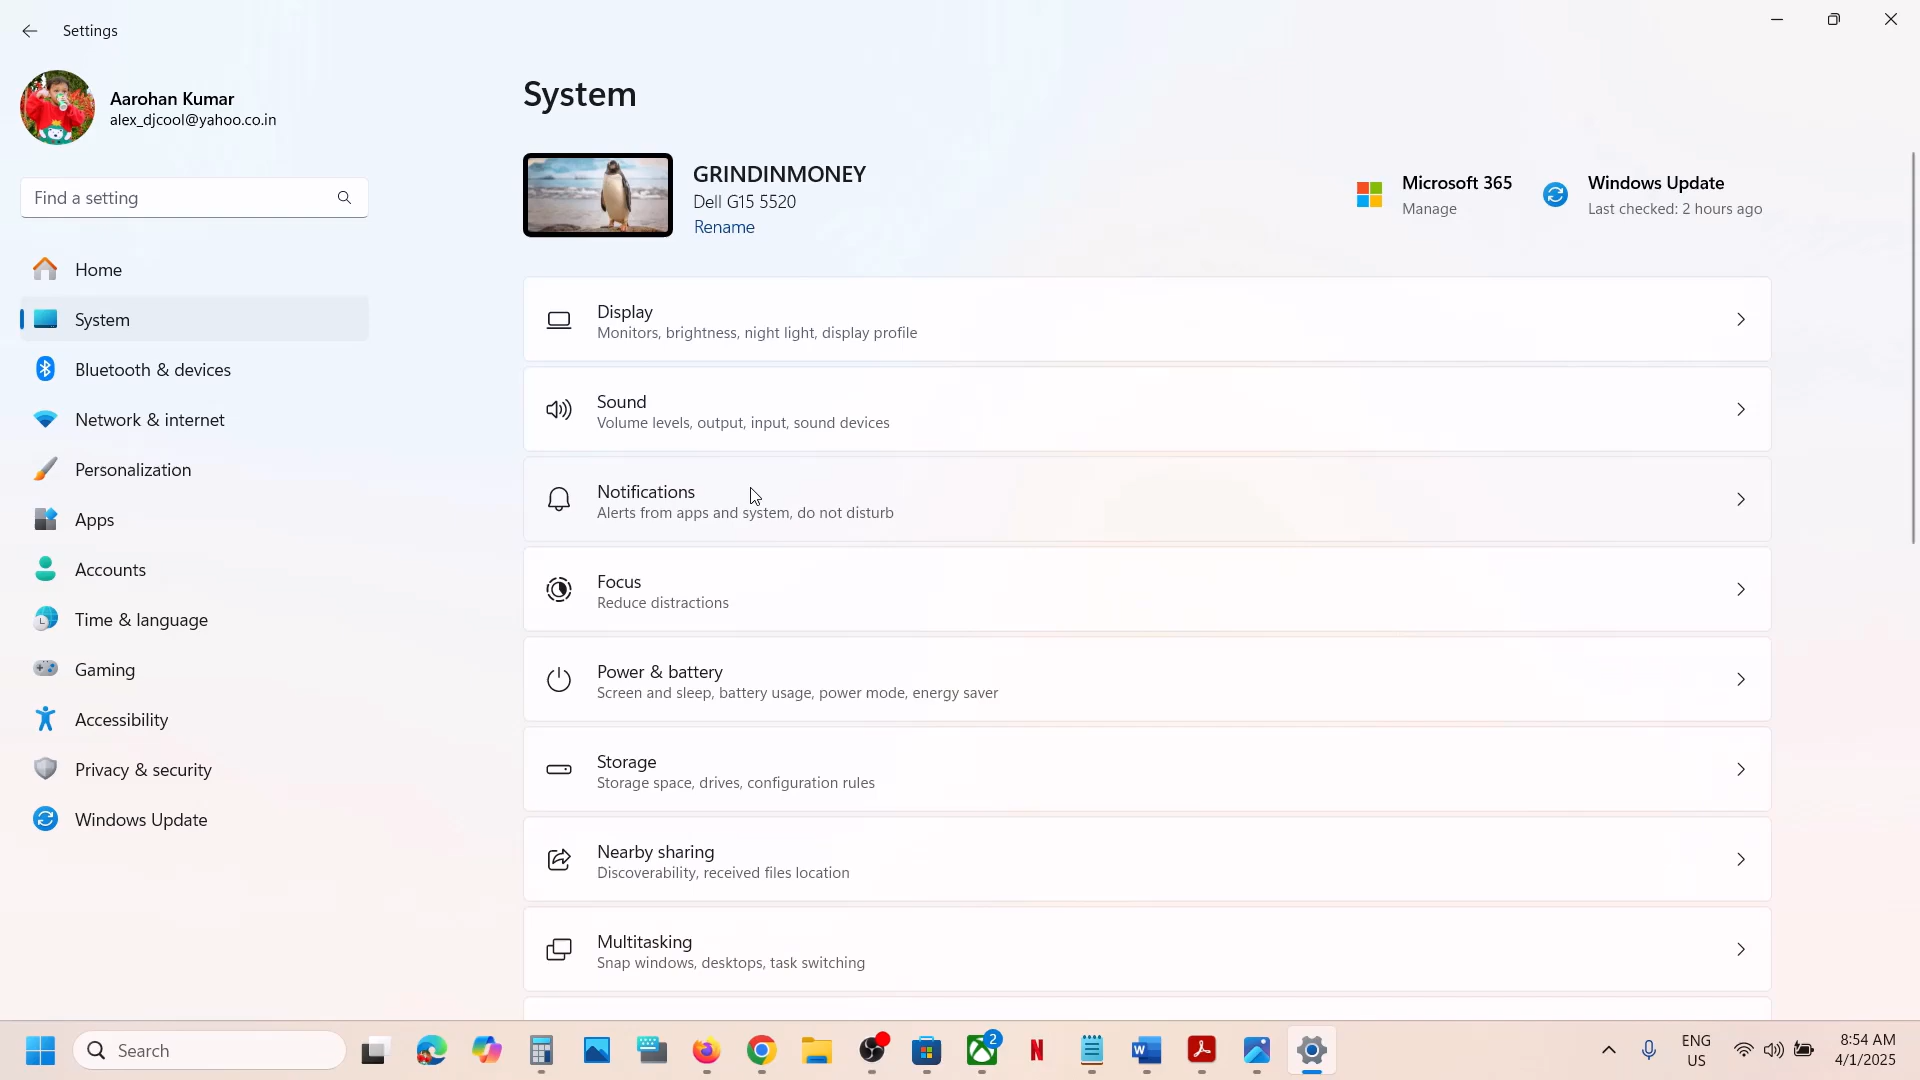 Settings
Aarohan Kumar
alex_djcool@yahoo.co.in
Find a setting
Home
System
Bluetooth & devices
Network & internet
Personalization
Apps
Accounts
Time & language
Gaming
Accessibility
Privacy & security
Windows Update
System
GRINDINMONEY
Dell G15 5520
Rename
Microsoft 365
Manage
Windows Update
Last checked: 2 hours ago
Display
Monitors, brightness, night light, display profile
Sound
Volume levels, output, input, sound devices
Notifications
Alerts from apps and system, do not disturb
Focus
Reduce distractions
Power & battery
Screen and sleep, battery usage, power mode, energy saver
Storage
Storage space, drives, configuration rules
Nearby sharing
Discoverability, received files location
Multitasking
Snap windows, desktops, task switching
Search
2
N
W
ENG
US
8:54 AM
4/1/2025